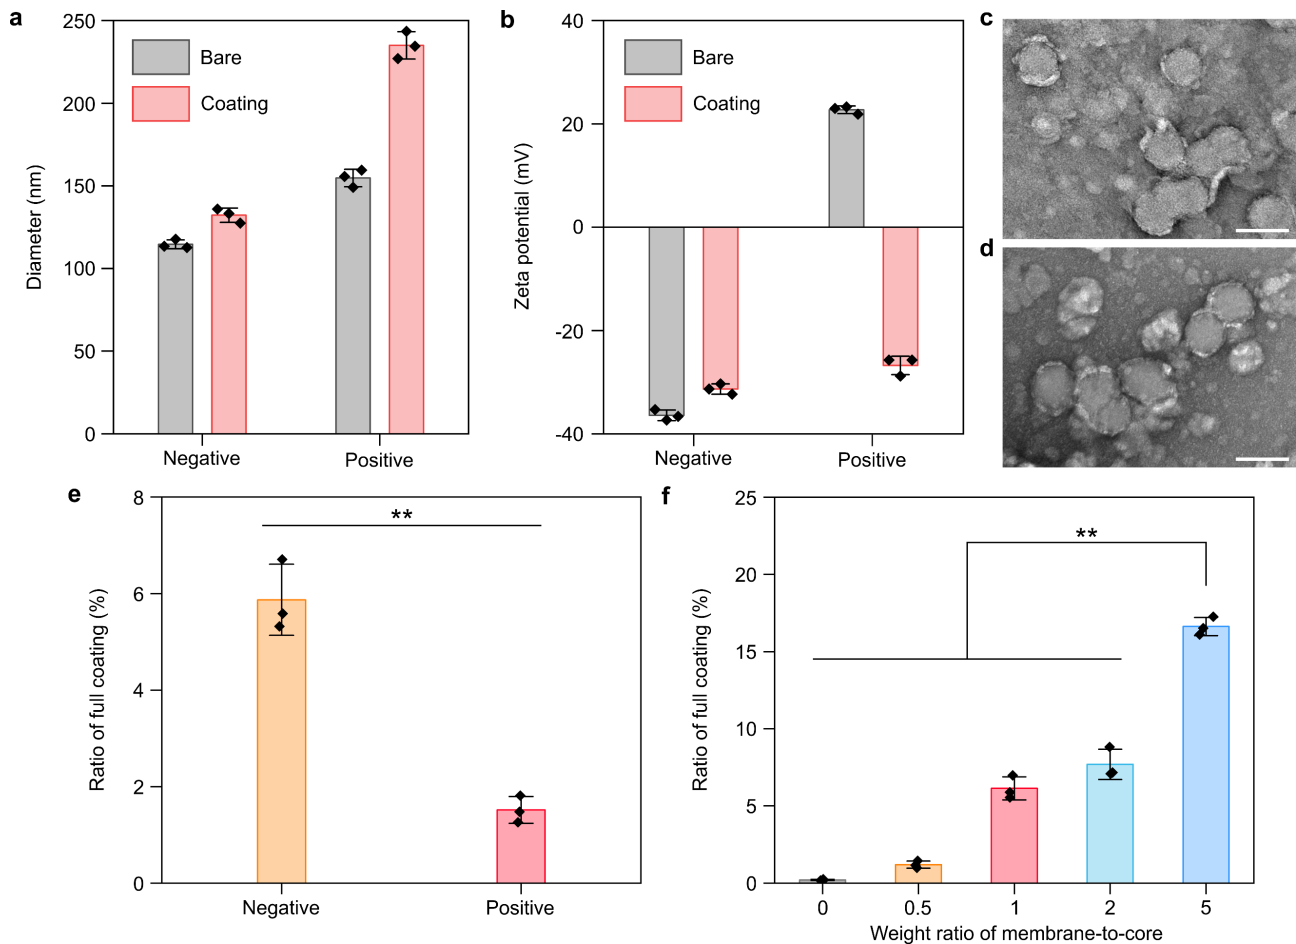 a
250
200
150
100
50
0
Diameter (nm)
Bare
Coating
Negative
Positive
b
40
20
0
-20
-40
Zeta potential (mV)
Bare
Coating
Negative
Positive
c
d
e
8
6
4
2
0
Ratio of full coating (%)
**
Negative
Positive
f
25
20
15
10
5
0
Ratio of full coating (%)
**
0 0.5 1 2 5
Weight ratio of membrane-to-core